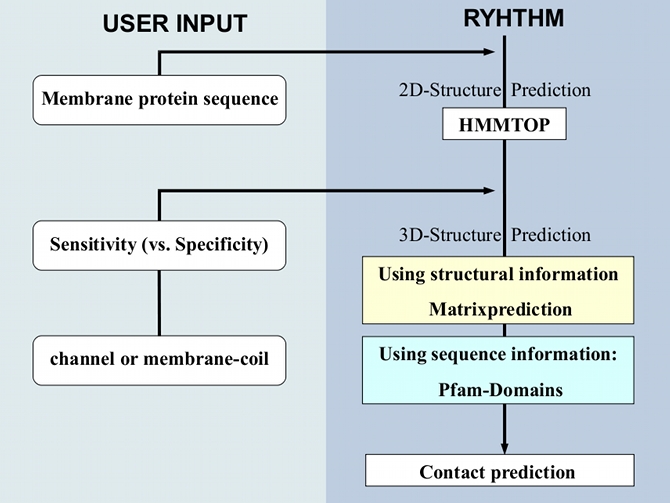 USER INPUT
RYHTHM
Membrane protein sequence
2D-Structure Prediction
HMMTOP
Sensitivity (vs. Specificity)
3D-Structure Prediction
Using structural information
Matrixprediction
channel or membrane-coil
Using sequence information:
Pfam-Domains
Contact prediction